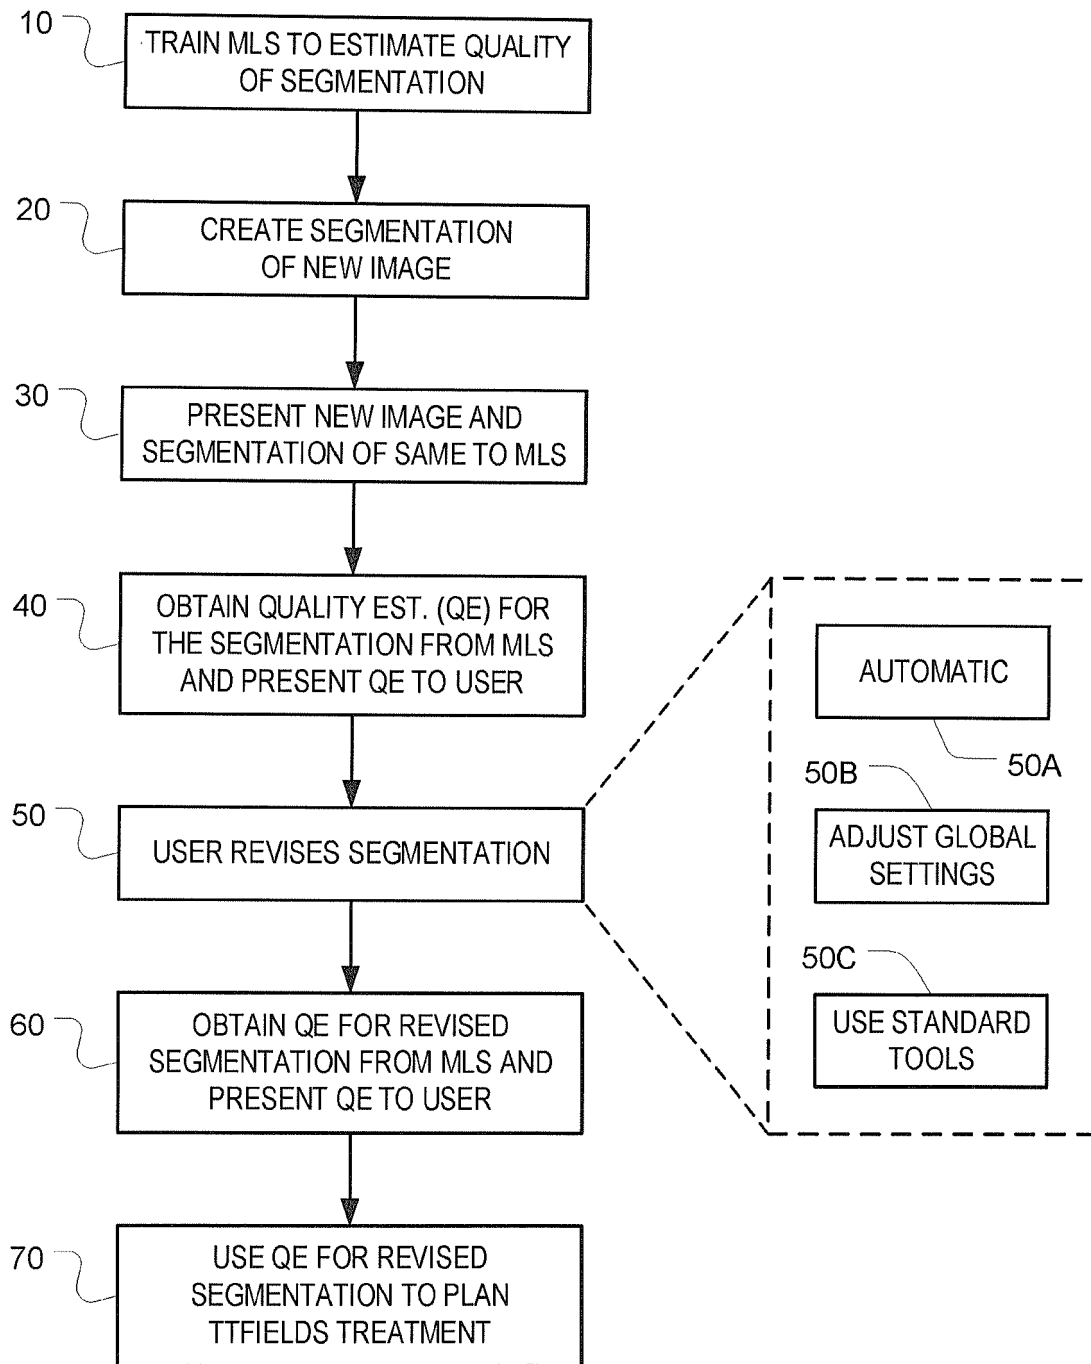 10
TRAIN MLS TO ESTIMATE QUALITY
OF SEGMENTATION
20
CREATE SEGMENTATION
OF NEW IMAGE
30
PRESENT NEW IMAGE AND
SEGMENTATION OF SAME TO MLS
40
OBTAIN QUALITY EST. (QE) FOR
THE SEGMENTATION FROM MLS
AND PRESENT QE TO USER
50
USER REVISES SEGMENTATION
AUTOMATIC
50A
50B
ADJUST GLOBAL
SETTINGS
50C
USE STANDARD
TOOLS
60
OBTAIN QE FOR REVISED
SEGMENTATION FROM MLS AND
PRESENT QE TO USER
70
USE QE FOR REVISED
SEGMENTATION TO PLAN
TTFIELDS TREATMENT